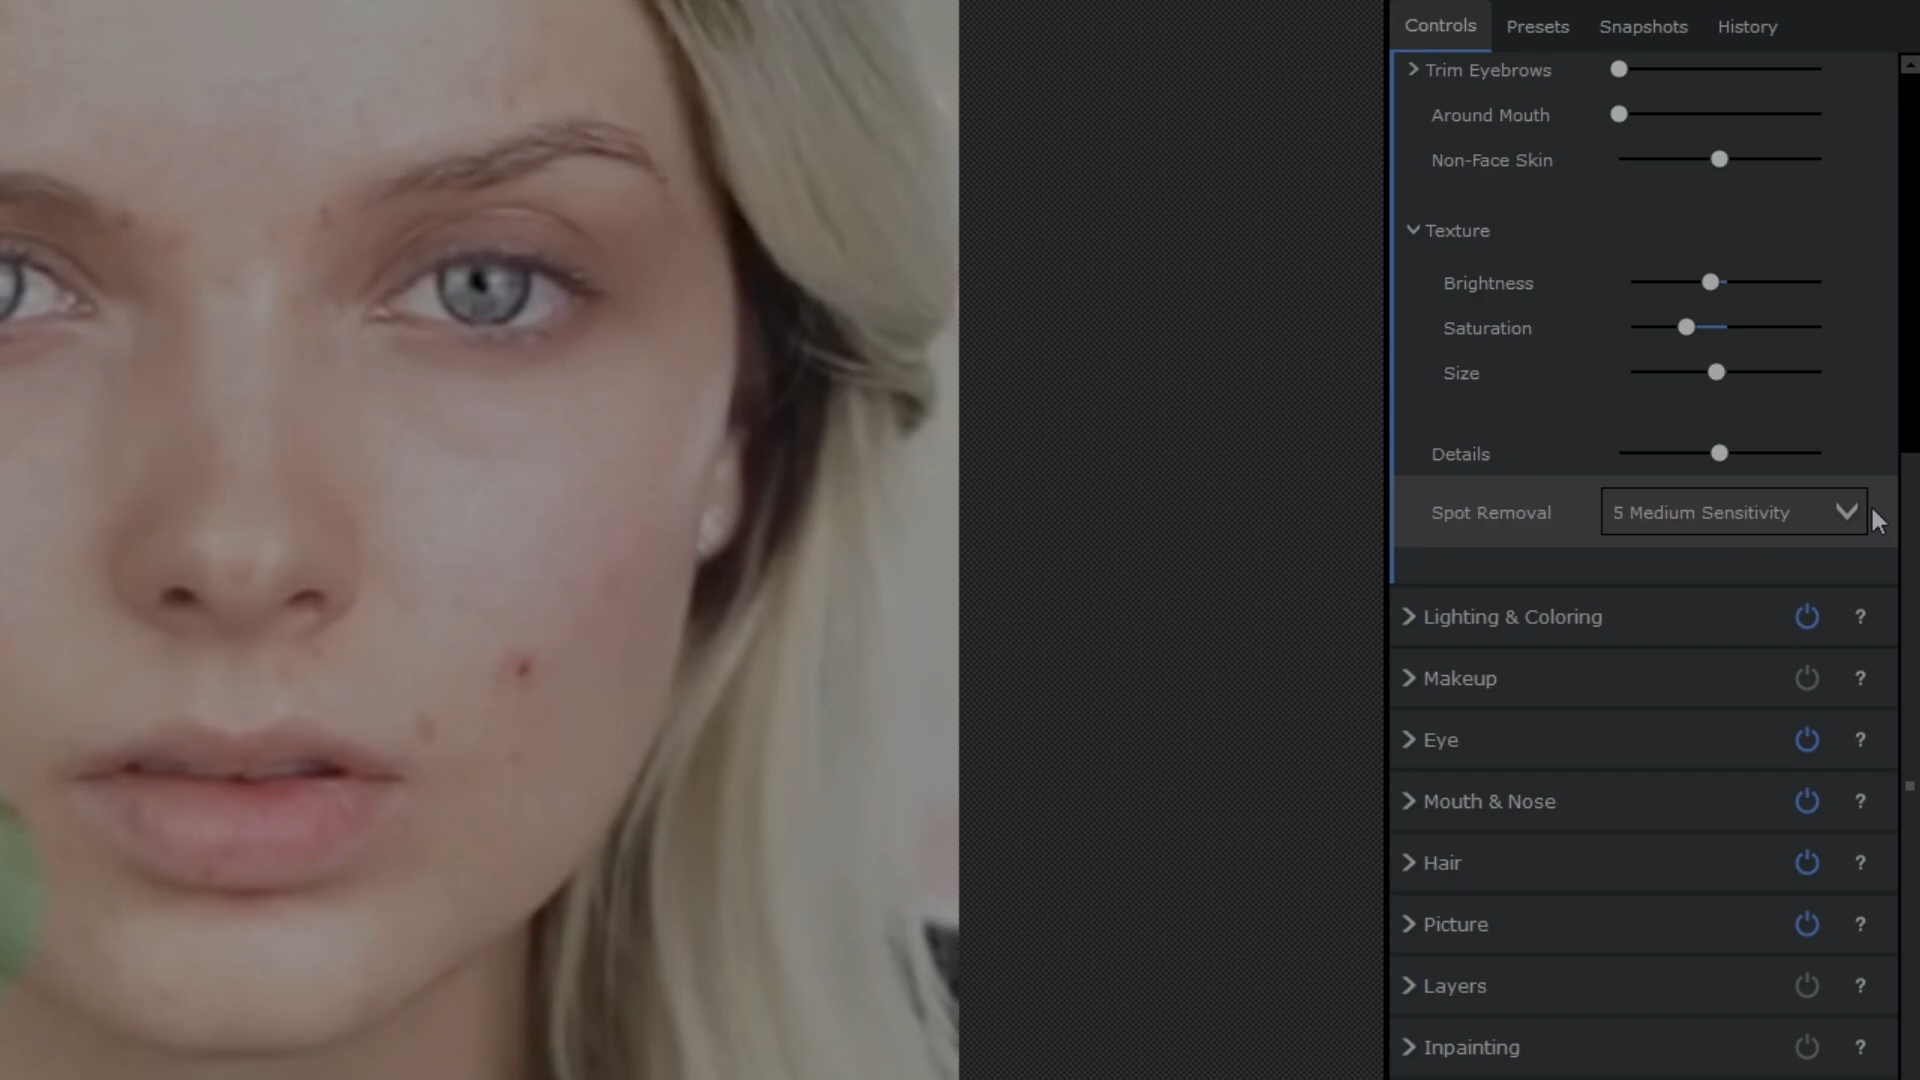 Controls Presets Snapshots History
Trim Eyebrows
Around Mouth
Non-Face Skin
Texture
Brightness
Saturation
Size
Details
Spot Removal 5 Medium Sensitivity
Lighting & Coloring ?
Makeup ?
Eye ?
Mouth & Nose ?
Hair ?
Picture ?
Layers ?
Inpainting ?